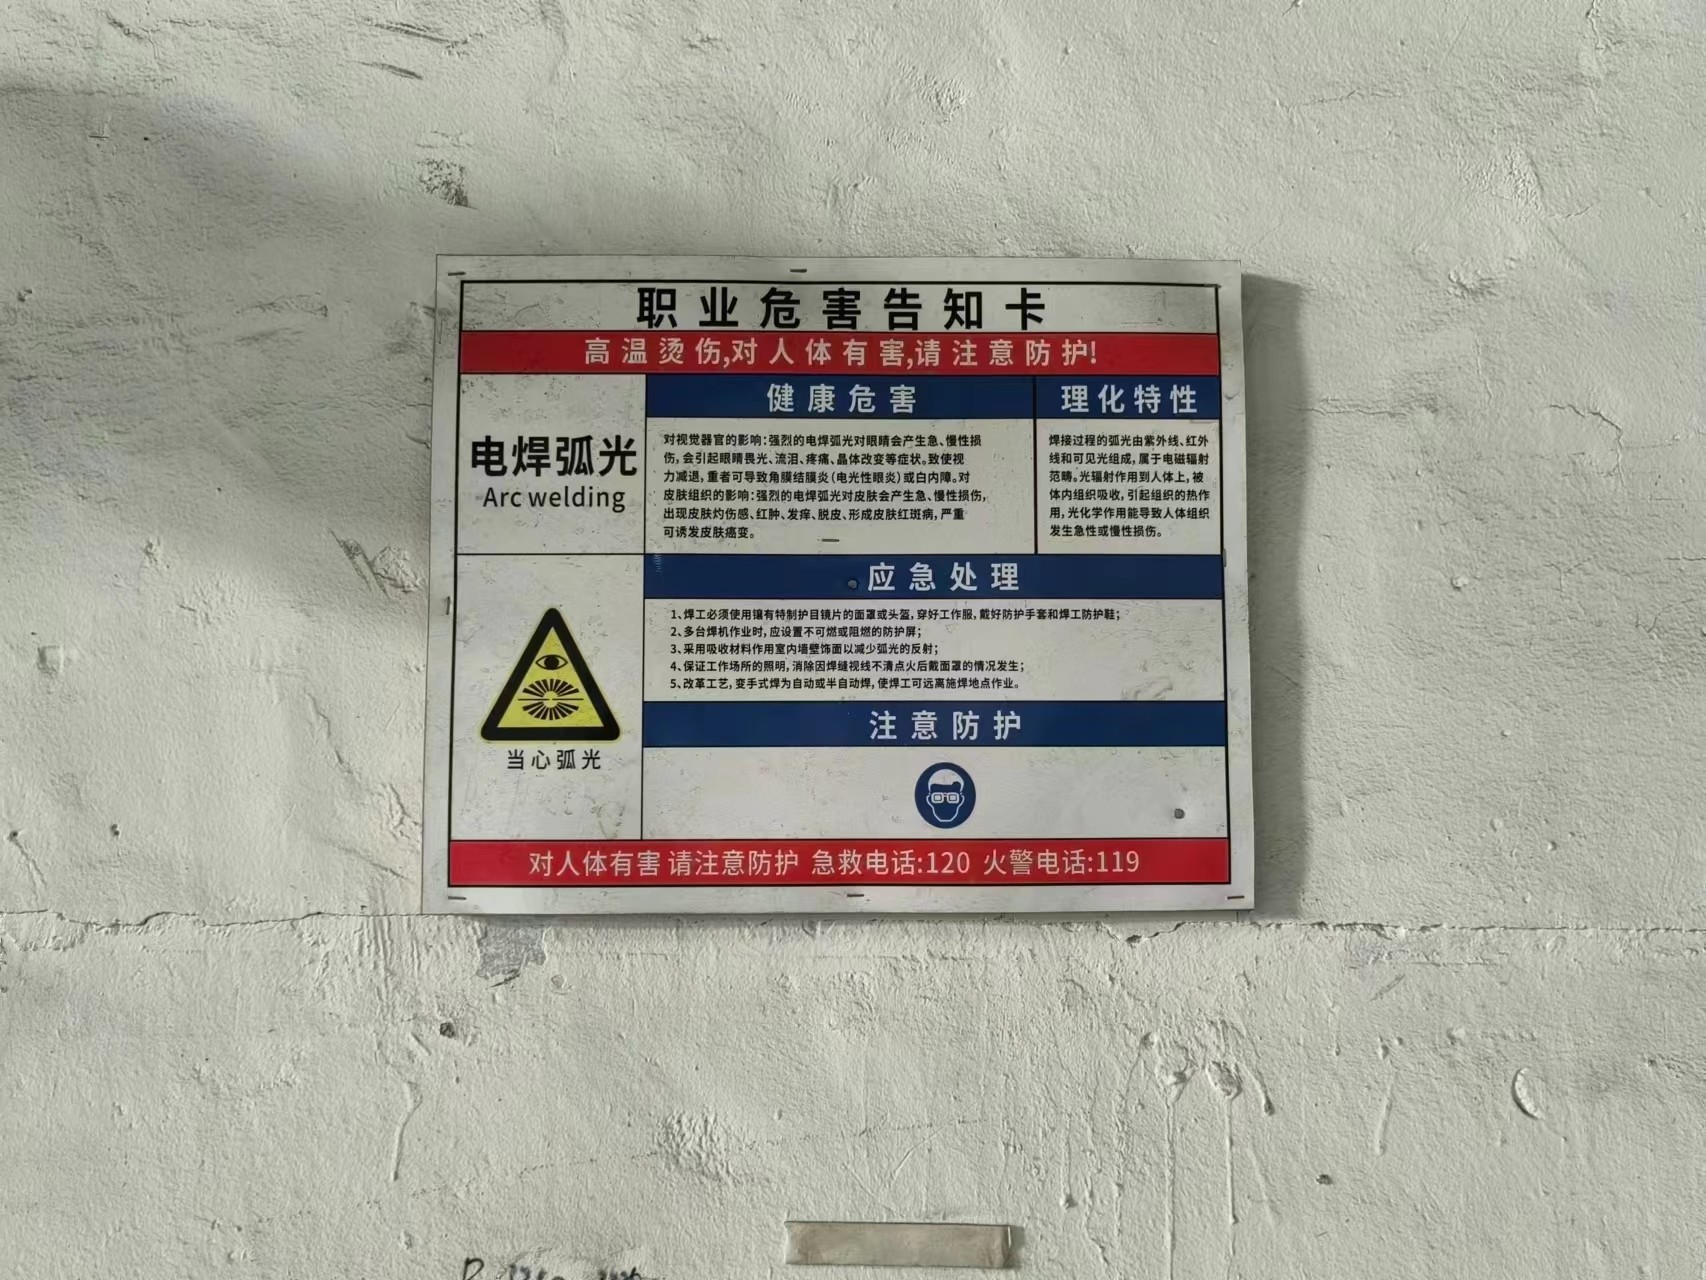 职业危害告知卡
高温烫伤,对人体有害,请注意防护!
电焊弧光
Arc welding
健康危害
对视觉器官的影响:强烈的电焊弧光对眼睛会产生急、慢性损
伤,会引起眼睛畏光、流泪、疼痛、晶体改变等症状。致使视
力减退,重者可导致角膜结膜炎(电光性眼炎)或白内障。对
皮肤组织的影响:强烈的电焊弧光对皮肤会产生急、慢性损伤,
出现皮肤灼伤感、红肿、发痒、脱皮、形成皮肤红斑病,严重
可诱发皮肤癌变。
理化特性
焊接过程的弧光由紫外线、红外
线和可见光组成,属于电磁辐射
范畴。光辐射作用到人体上,被
体内组织吸收,引起组织的热作
用,光化学作用能导致人体组织
发生急性或慢性损伤。
当心弧光
应急处理
1、焊工必须使用镶有特制护目镜片的面罩或头盔,穿好工作服,戴好防护手套和焊工防护鞋;
2、多台焊机作业时,应设置不可燃或阻燃的防护屏;
3、采用吸收材料作用室内墙壁饰面以减少弧光的反射;
4、保证工作场所的照明,消除因焊缝视线不清点火后戴面罩的情况发生;
5、改革工艺,变手式焊为自动或半自动焊,使焊工可远离施焊地点作业。
注意防护
对人体有害 请注意防护 急救电话:120 火警电话:119